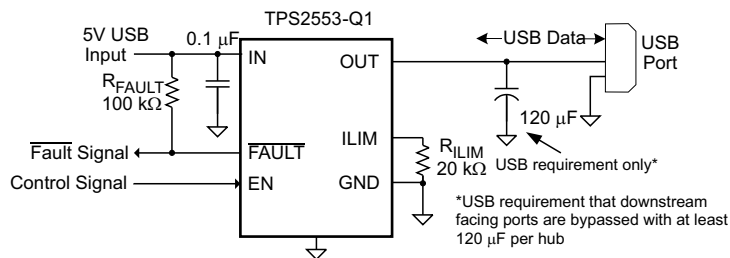 TPS2553-Q1
5V USB
Input
0.1 μF
IN
OUT
USB Data
USB
Port
R_FAULT
100 kΩ
120 μF
USB requirement only*
Fault Signal
FAULT
ILIM
R_ILIM
20 kΩ
Control Signal
EN
GND
*USB requirement that downstream
facing ports are bypassed with at least
120 μF per hub